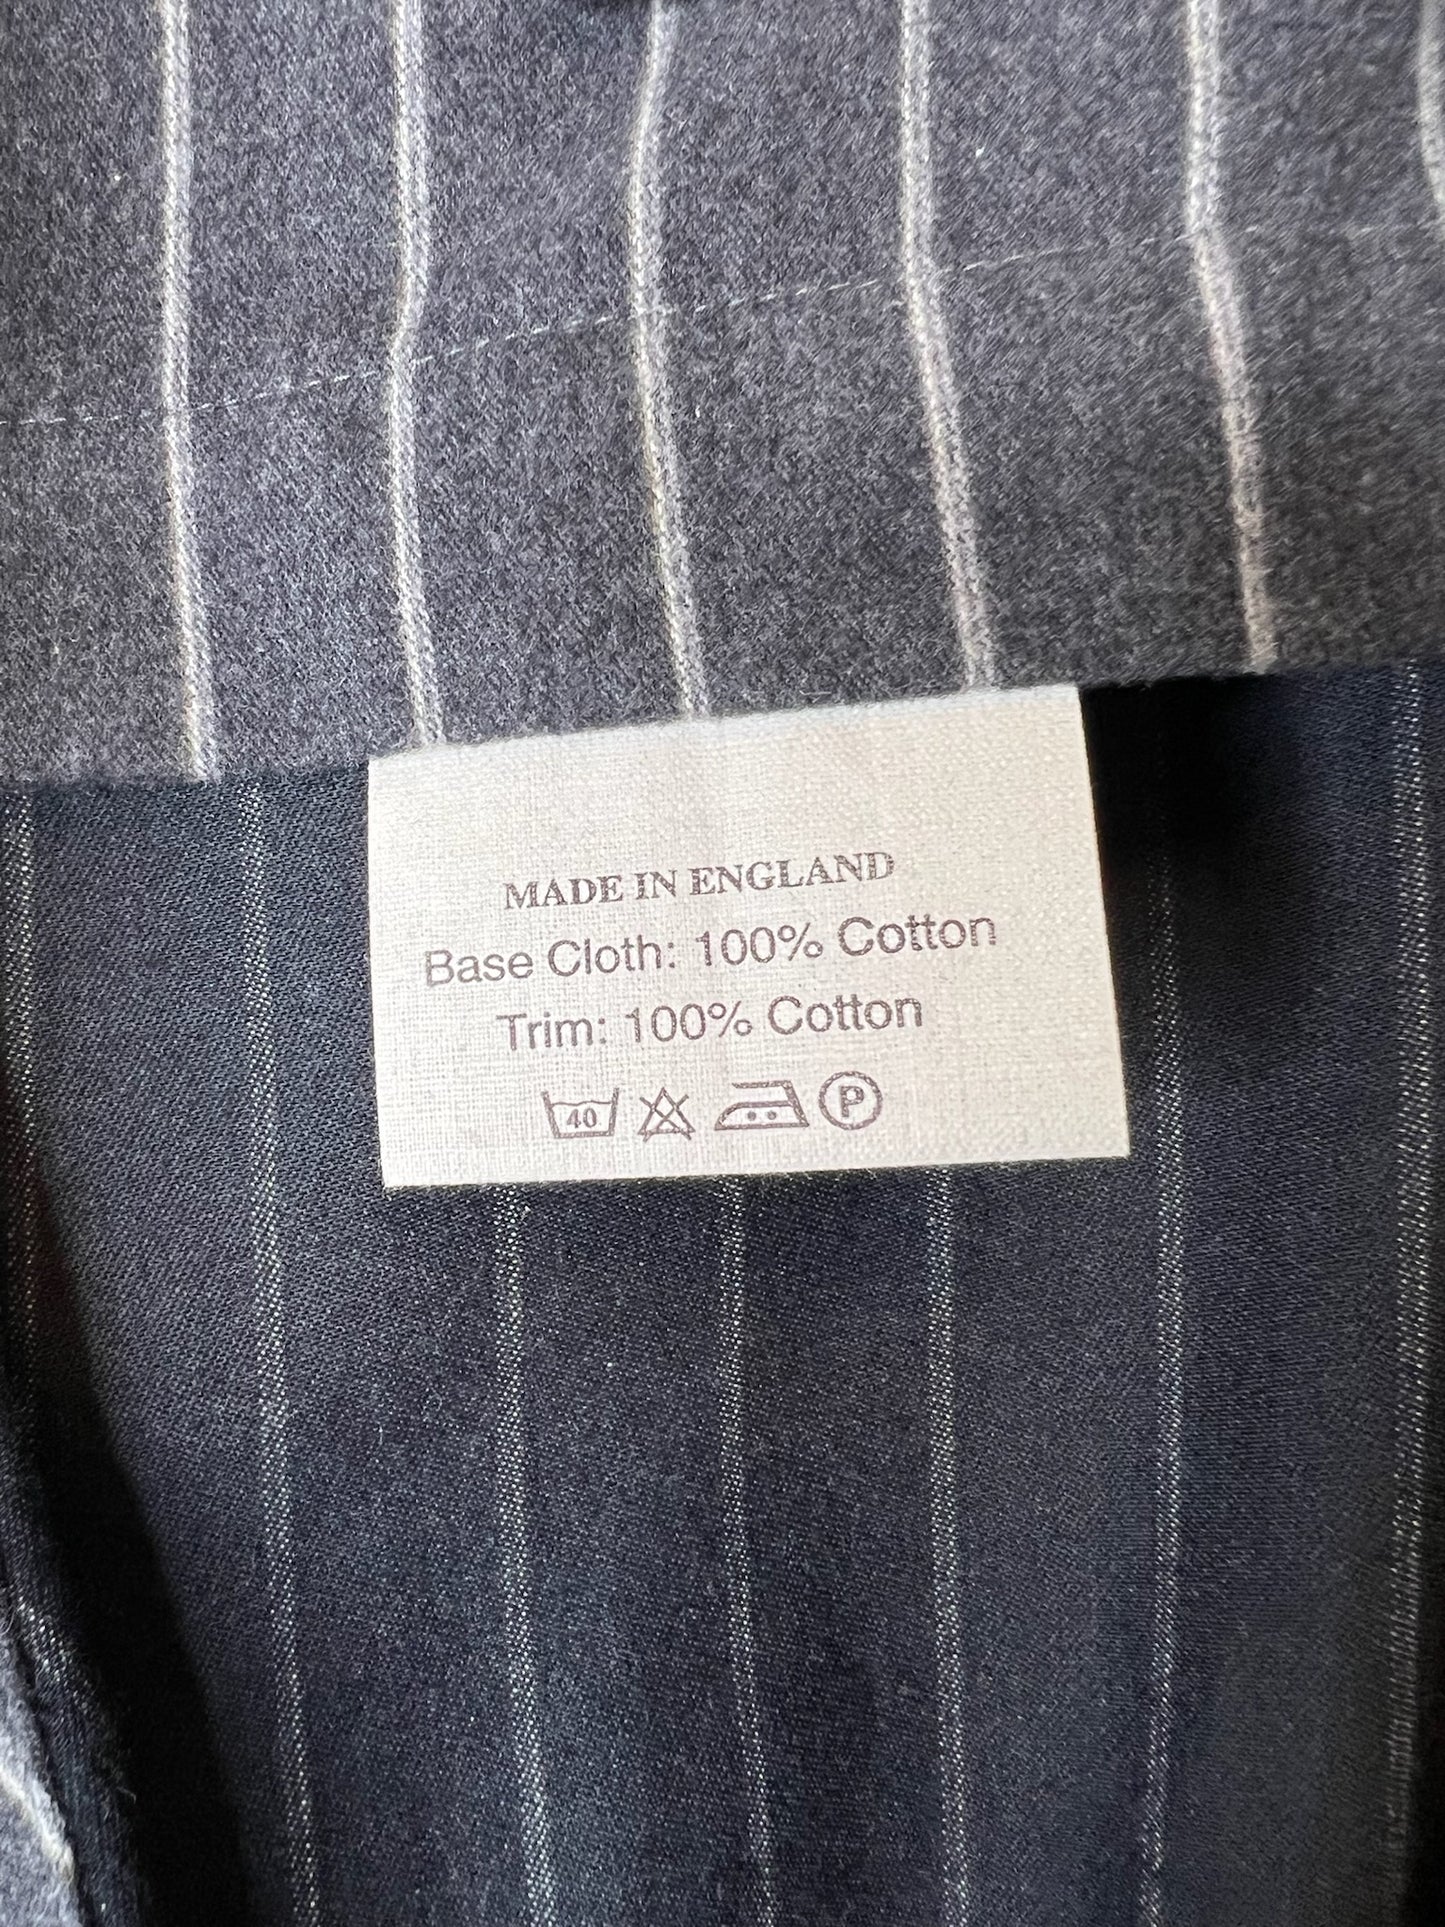 MADE IN ENGLAND
Base Cloth: 100% Cotton
Trim: 100% Cotton
40 P